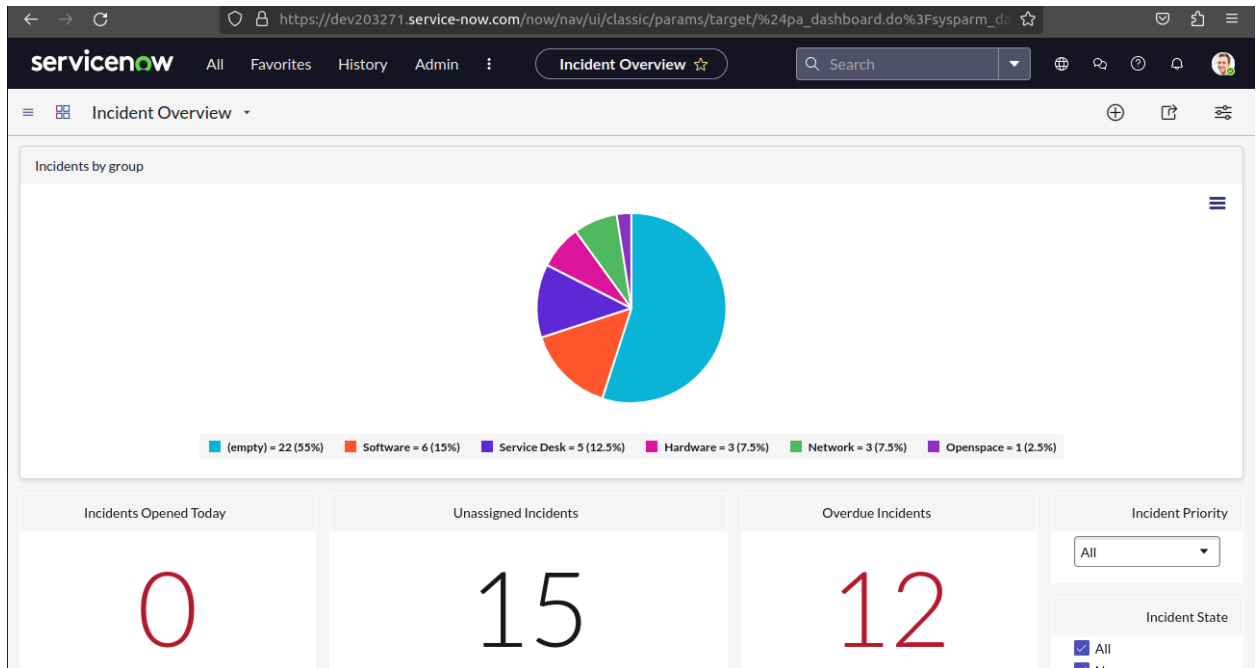 https://dev203271.service-now.com/now/nav/ui/classic/params/target/%24pa_dashboard.do%3Fsysparm_da
servicenow All Favorites History Admin Incident Overview Search
Incident Overview
Incidents by group
(empty) = 22 (55%) Software = 6 (15%) Service Desk = 5 (12.5%) Hardware = 3 (7.5%) Network = 3 (7.5%) Openspace = 1 (2.5%)
Incidents Opened Today Unassigned Incidents Overdue Incidents Incident Priority
All
0 15 12
Incident State
All